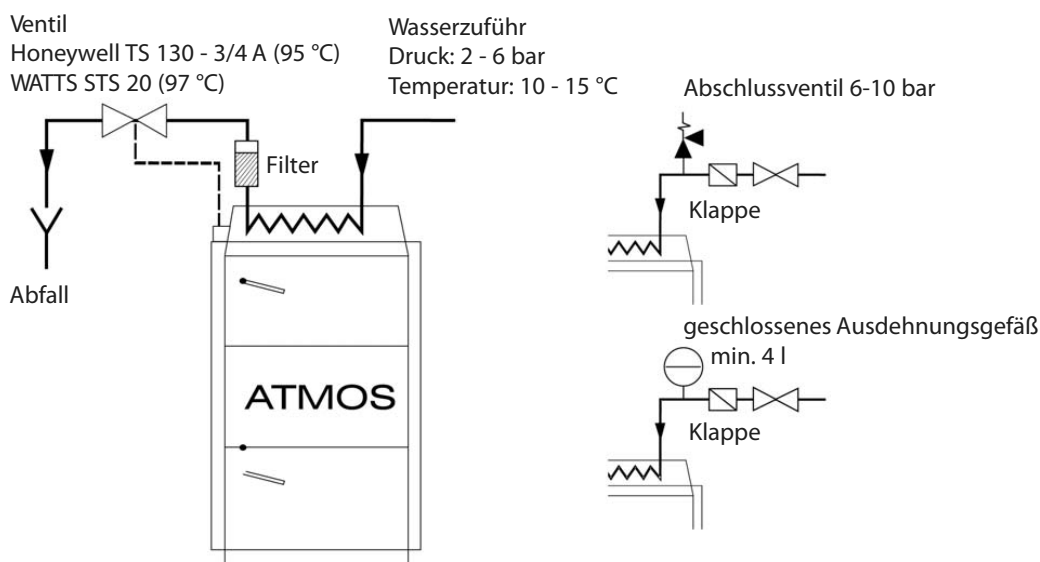 Ventil
Honeywell TS 130 - 3/4 A (95 °C)
WATTS STS 20 (97 °C)
Wasserzuführ
Druck: 2 - 6 bar
Temperatur: 10 - 15 °C
Abschlussventil 6-10 bar
Filter
Klappe
Abfall
geschlossenes Ausdehnungsgefäß
min. 4 l
ATMOS
Klappe